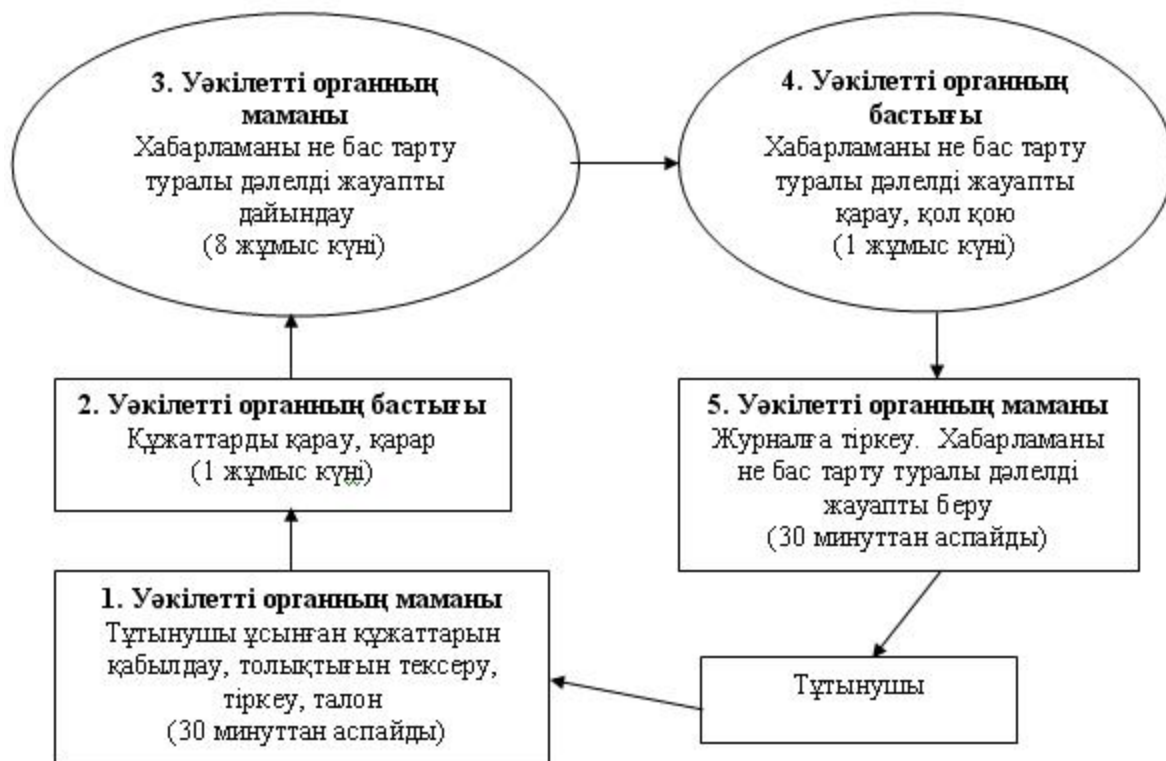 3. Уәкілетті органның
маманы
Хабарламаны не бас тарту
туралы дәлелді жауапты
дайындау
(8 жұмыс күні)
4. Уәкілетті органның
бастығы
Хабарламаны не бас тарту
туралы дәлелді жауапты
қарау, қол қою
(1 жұмыс күні)
2. Уәкілетті органның бастығы
Құжаттарды қарау, қарар
(1 жұмыс күні)
5. Уәкілетті органның маманы
Журналға тіркеу. Хабарламаны
не бас тарту туралы дәлелді
жауапты беру
(30 минуттан аспайды)
1. Уәкілетті органның маманы
Тұтынушы ұсынған құжаттарын
қабылдау, толықтығын тексеру,
тіркеу, талон
(30 минуттан аспайды)
Тұтынушы